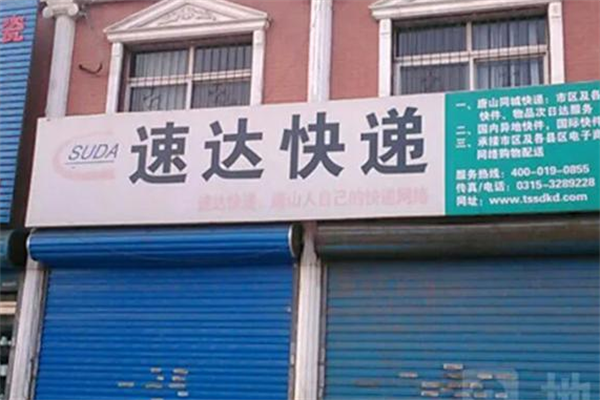 SUDA
速达快递
速达快递，唐山人自己的快递网络
一、唐山同城快递：市区及各
快件、物品次日达服务
二、国内异地快件，国际快件
三、承接市区及各县区电子商
网络购物配送
服务热线：400-019-0855
传真/电话：0315-3289228
网址：www.tssdkd.com